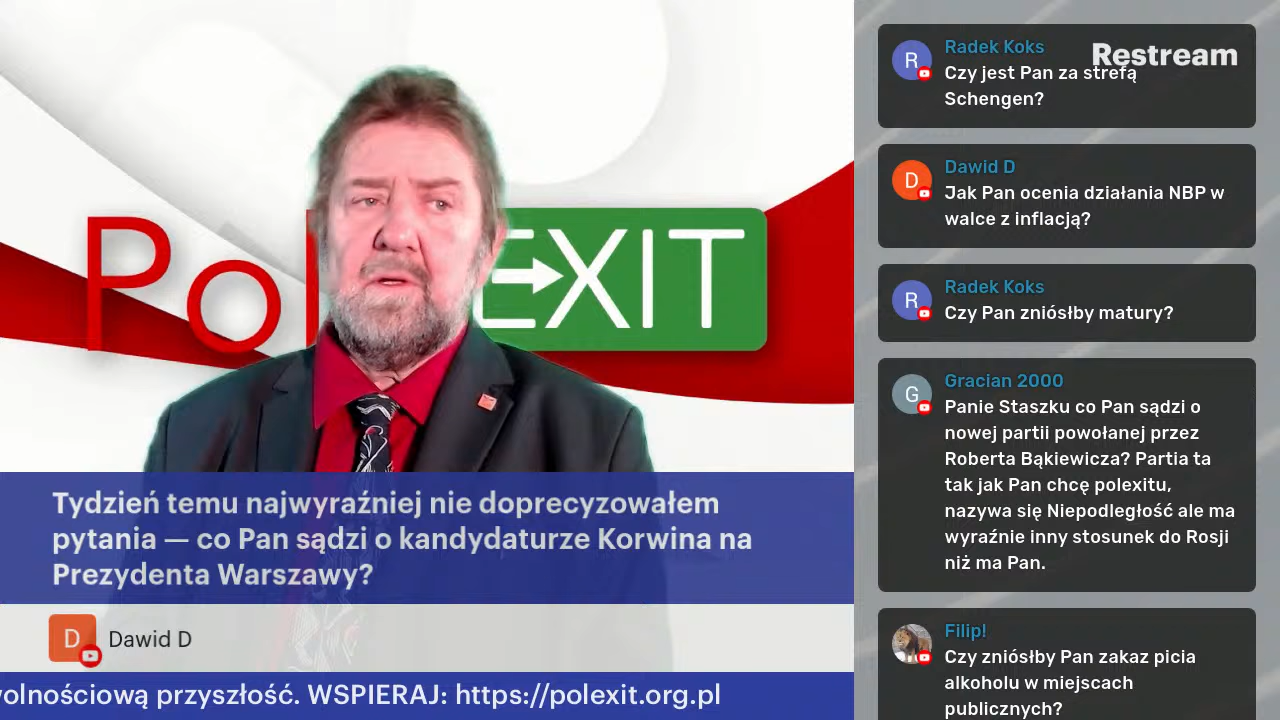 PolEXIT
Tydzień temu najwyraźniej nie doprecyzowałem
pytania — co Pan sądzi o kandydaturze Korwina na
Prezydenta Warszawy?
D
Dawid D
wolnościową przyszłość. WSPIERAJ: https://polexit.org.pl
Restream
R
Radek Koks
Czy jest Pan za strefą
Schengen?
D
Dawid D
Jak Pan ocenia działania NBP w
walce z inflacją?
R
Radek Koks
Czy Pan zniósłby matury?
G
Gracian 2000
Panie Staszku co Pan sądzi o
nowej partii powołanej przez
Roberta Bąkiewicza? Partia ta
tak jak Pan chcę polexitu,
nazywa się Niepodległość ale ma
wyraźnie inny stosunek do Rosji
niż ma Pan.
Filip!
Czy zniósłby Pan zakaz picia
alkoholu w miejscach
publicznych?